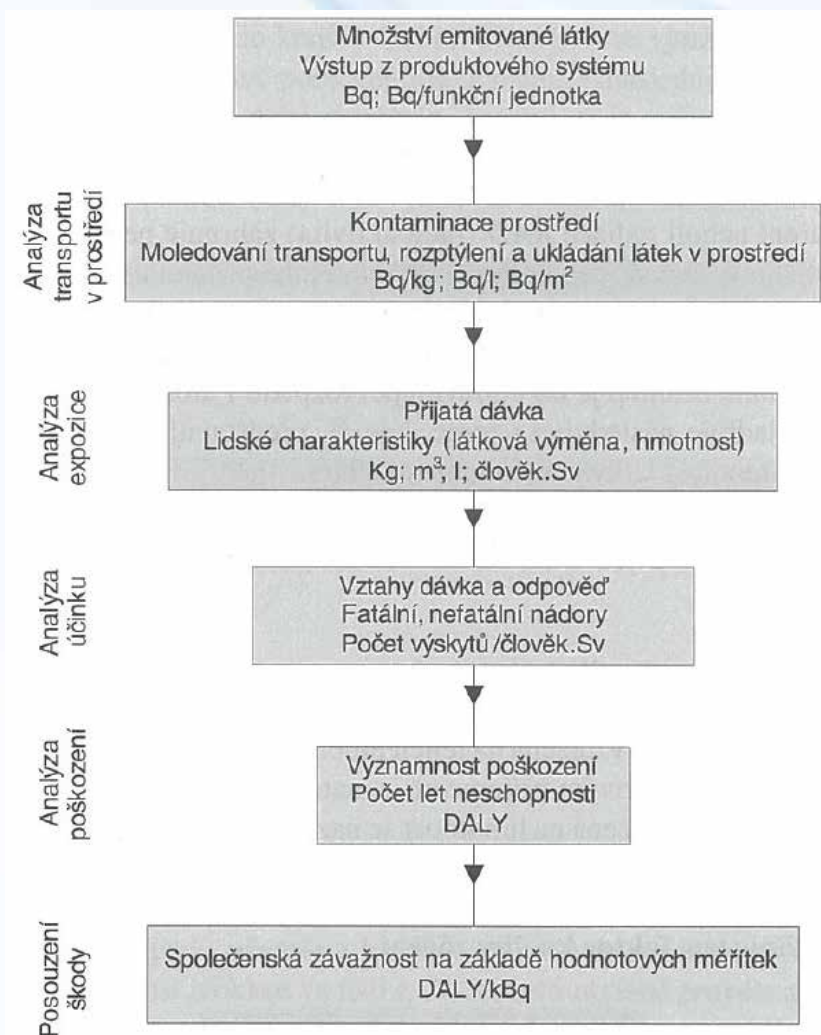 Množství emitované látky
Výstup z produktového systému
Bq; Bq/funkční jednotka
Analýza
transportu
v prostředí
Kontaminace prostředí
Moledování transportu, rozptýlení a ukládání látek v prostředí
Bq/kg; Bq/l; Bq/m²
Analýza
expozice
Přijatá dávka
Lidské charakteristiky (látková výměna, hmotnost)
Kg; m³; l; člověk.Sv
Analýza
účinku
Vztahy dávka a odpověď
Fatální, nefatální nádory
Počet výskytů/člověk.Sv
Analýza
poškození
Významnost poškození
Počet let neschopnosti
DALY
Posouzení
škody
Společenská závažnost na základě hodnotových měřítek
DALY/kBq